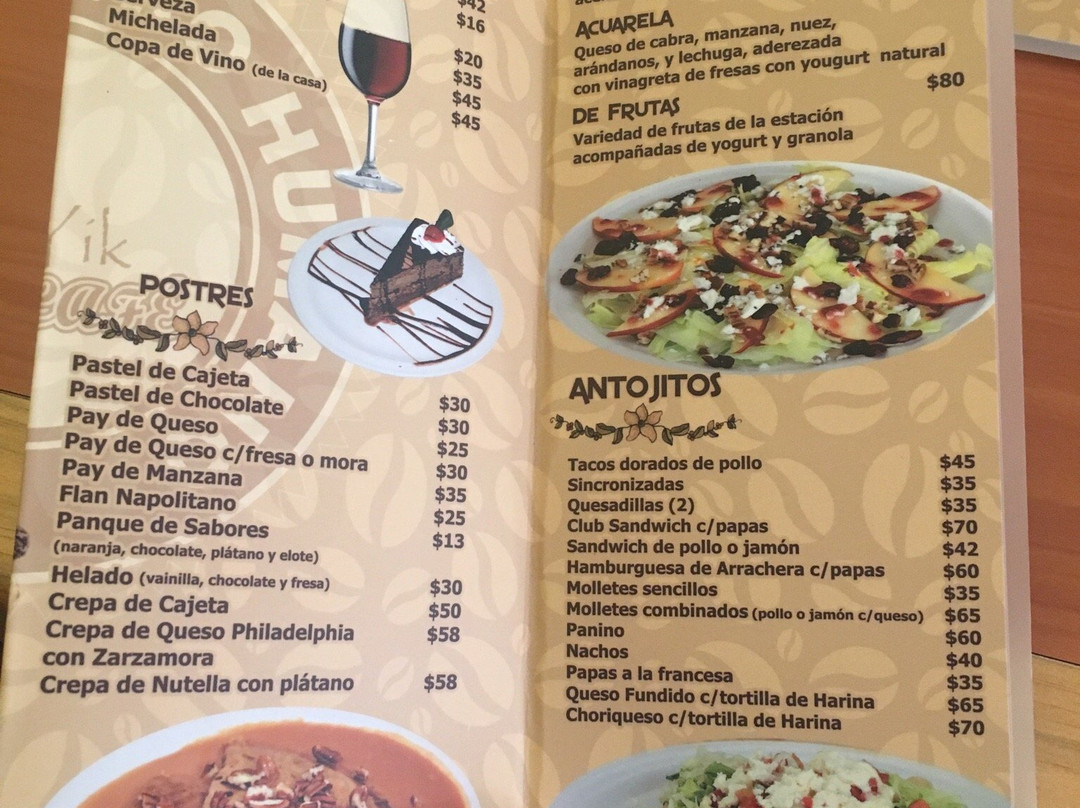 Michelada
Copa de Vino (de la casa)
$42
$16
$20
$35
$45
$45
HUMA
Yik
CAFÉ
POSTRES
Pastel de Cajeta $30
Pastel de Chocolate $30
Pay de Queso $25
Pay de Queso c/fresa o mora $30
Pay de Manzana $35
Flan Napolitano $25
Panque de Sabores $13
(naranja, chocolate, plátano y elote)
Helado (vainilla, chocolate y fresa) $30
Crepa de Cajeta $50
Crepa de Queso Philadelphia $58
con Zarzamora
Crepa de Nutella con plátano $58
ACUARELA
Queso de cabra, manzana, nuez,
arándanos, y lechuga, aderezada
con vinagreta de fresas con yougurt natural
$80
DE FRUTAS
Variedad de frutas de la estación
acompañadas de yogurt y granola
ANTOJITOS
Tacos dorados de pollo $45
Sincronizadas $35
Quesadillas (2) $35
Club Sandwich c/papas $70
Sandwich de pollo o jamón $42
Hamburguesa de Arrachera c/papas $60
Molletes sencillos $35
Molletes combinados (pollo o jamón c/queso) $65
Panino $60
Nachos $40
Papas a la francesa $35
Queso Fundido c/tortilla de Harina $65
Choriqueso c/tortilla de Harina $70